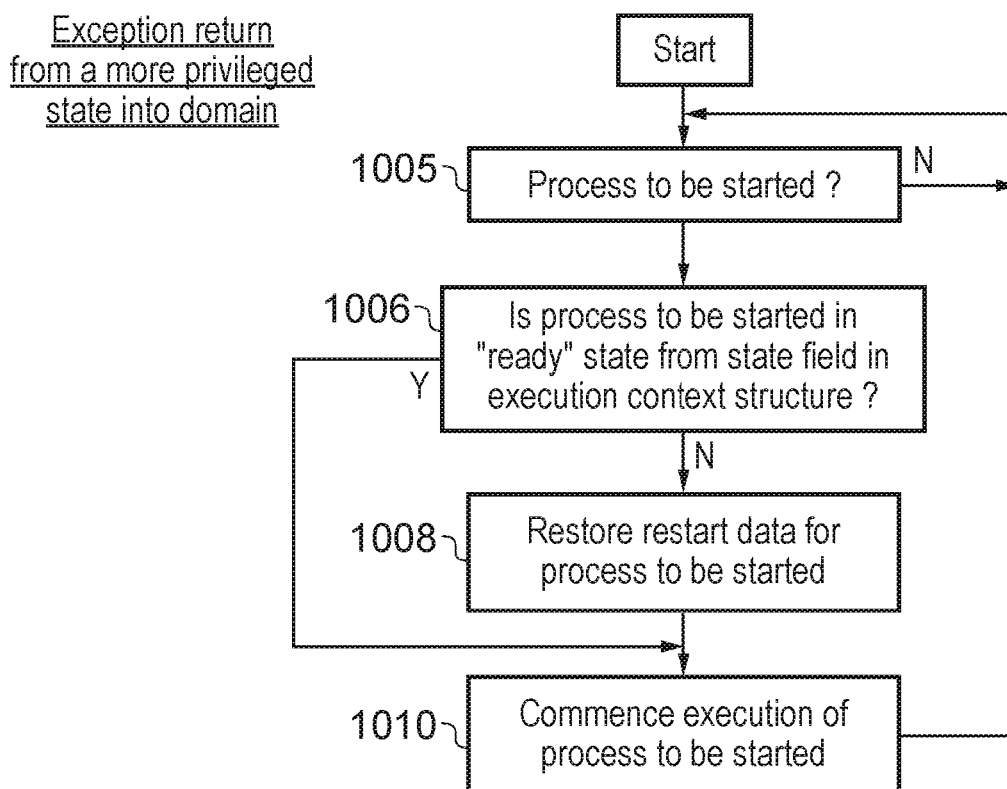 Exception return
from a more privileged
state into domain
Start
1005
Process to be started ?
N
1006
Is process to be started in
"ready" state from state field in
execution context structure ?
Y
N
1008
Restore restart data for
process to be started
1010
Commence execution of
process to be started